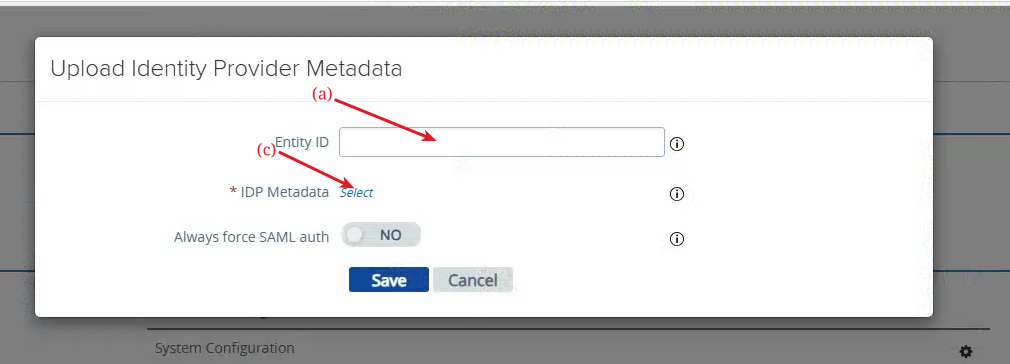 Upload Identity Provider Metadata
(a)
Entity ID
(c)
* IDP Metadata Select
Always force SAML auth NO
Save Cancel
System Configuration